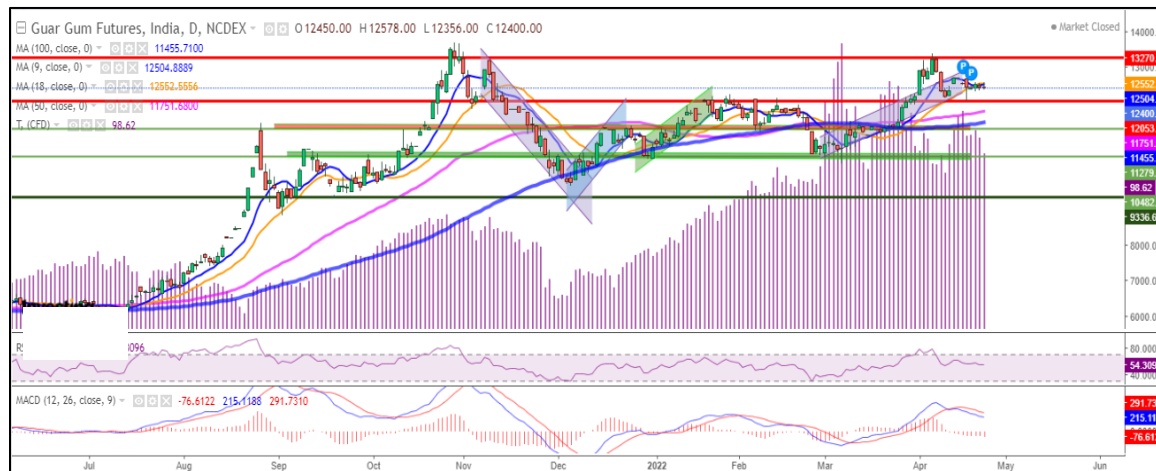 Guar Gum Futures, India, D, NCDEX O12450.00 H12578.00 L12356.00 C12400.00
Market Closed
MA (100, close, 0) 11455.7100
MA (9, close, 0) 12504.8889
MA (18, close, 0) 12552.5556
MA (50, close, 0) 11751.6800
T, (CFD) 98.62
P
P
14000.
13270.
13000.
12552
12504.
12400
12053.
11751.
11455.
11279.
98.62
10482
9336.6
8000.0
7000.0
6000.0
8096
80.000
54.309
40.000
MACD (12, 26, close, 9) -76.6122 215.1188 291.7310
291.73
215.11
-76.612
Jul Aug Sep Oct Nov Dec 2022 Feb Mar Apr May Jun